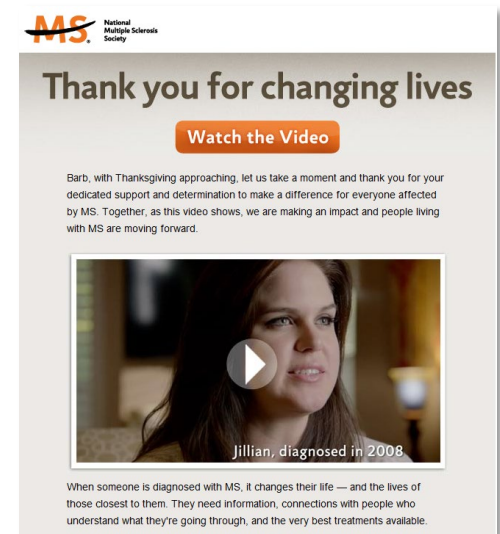 MS®
National
Multiple Sclerosis
Society
Thank you for changing lives
Watch the Video
Barb, with Thanksgiving approaching, let us take a moment and thank you for your
dedicated support and determination to make a difference for everyone affected
by MS. Together, as this video shows, we are making an impact and people living
with MS are moving forward.
Jillian, diagnosed in 2008
When someone is diagnosed with MS, it changes their life — and the lives of
those closest to them. They need information, connections with people who
understand what they're going through, and the very best treatments available.